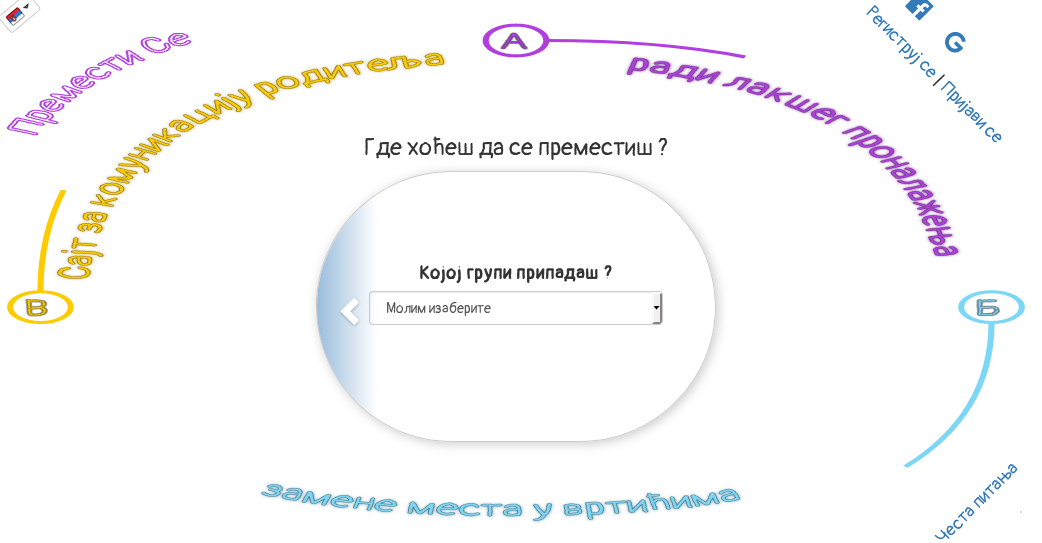 Премести Се
А
Региструј се | Пријави се
Сајт за комуникацију родитеља
ради лакшег проналажења
Где хоћеш да се преместиш ?
Којој групи припадаш ?
Молим изаберите
В
Б
замене места у вртићима
Честа питања